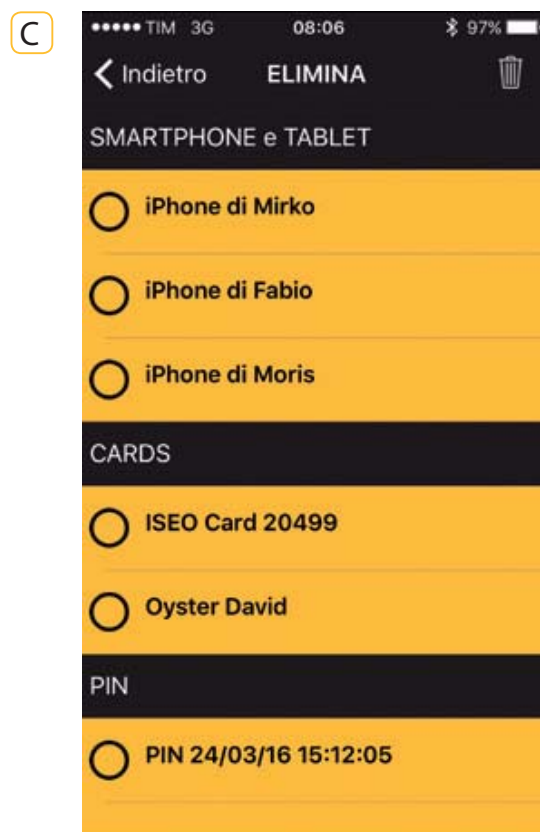 C
TIM 3G 08:06 97%
Indietro ELIMINA
SMARTPHONE e TABLET
iPhone di Mirko
iPhone di Fabio
iPhone di Moris
CARDS
ISEO Card 20499
Oyster David
PIN
PIN 24/03/16 15:12:05